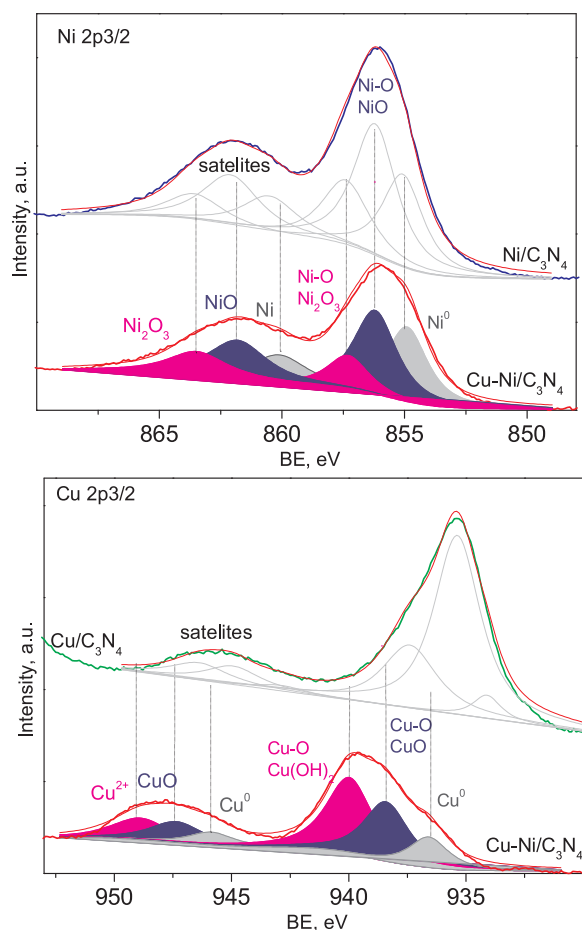 Ni 2p3/2
Ni-O
NiO
satelites
Ni/C₃N₄
Ni-O
Ni₂O₃
NiO
Ni
Ni₂O₃
Ni⁰
Cu-Ni/C₃N₄
Intensity, a.u.
865 860 855 850
BE, eV
Cu 2p3/2
Cu/C₃N₄
satelites
Cu–O
CuO
Cu–O
Cu(OH)₂
Cu²⁺
CuO
Cu⁰
Cu⁰
Cu–Ni/C₃N₄
Intensity, a.u.
950 945 940 935
BE, eV